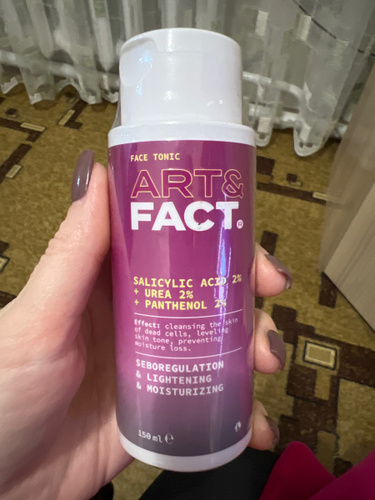 FACE TONIC
ART&
FACT.
SALICYLIC ACID 2%
+ UREA 2%
+ PANTHENOL 2%
Effect: cleansing the skin
of dead cells, leveling
skin tone, preventing
moisture loss.
SEBOREGULATION
& LIGHTENING
& MOISTURIZING
150 ml ℮